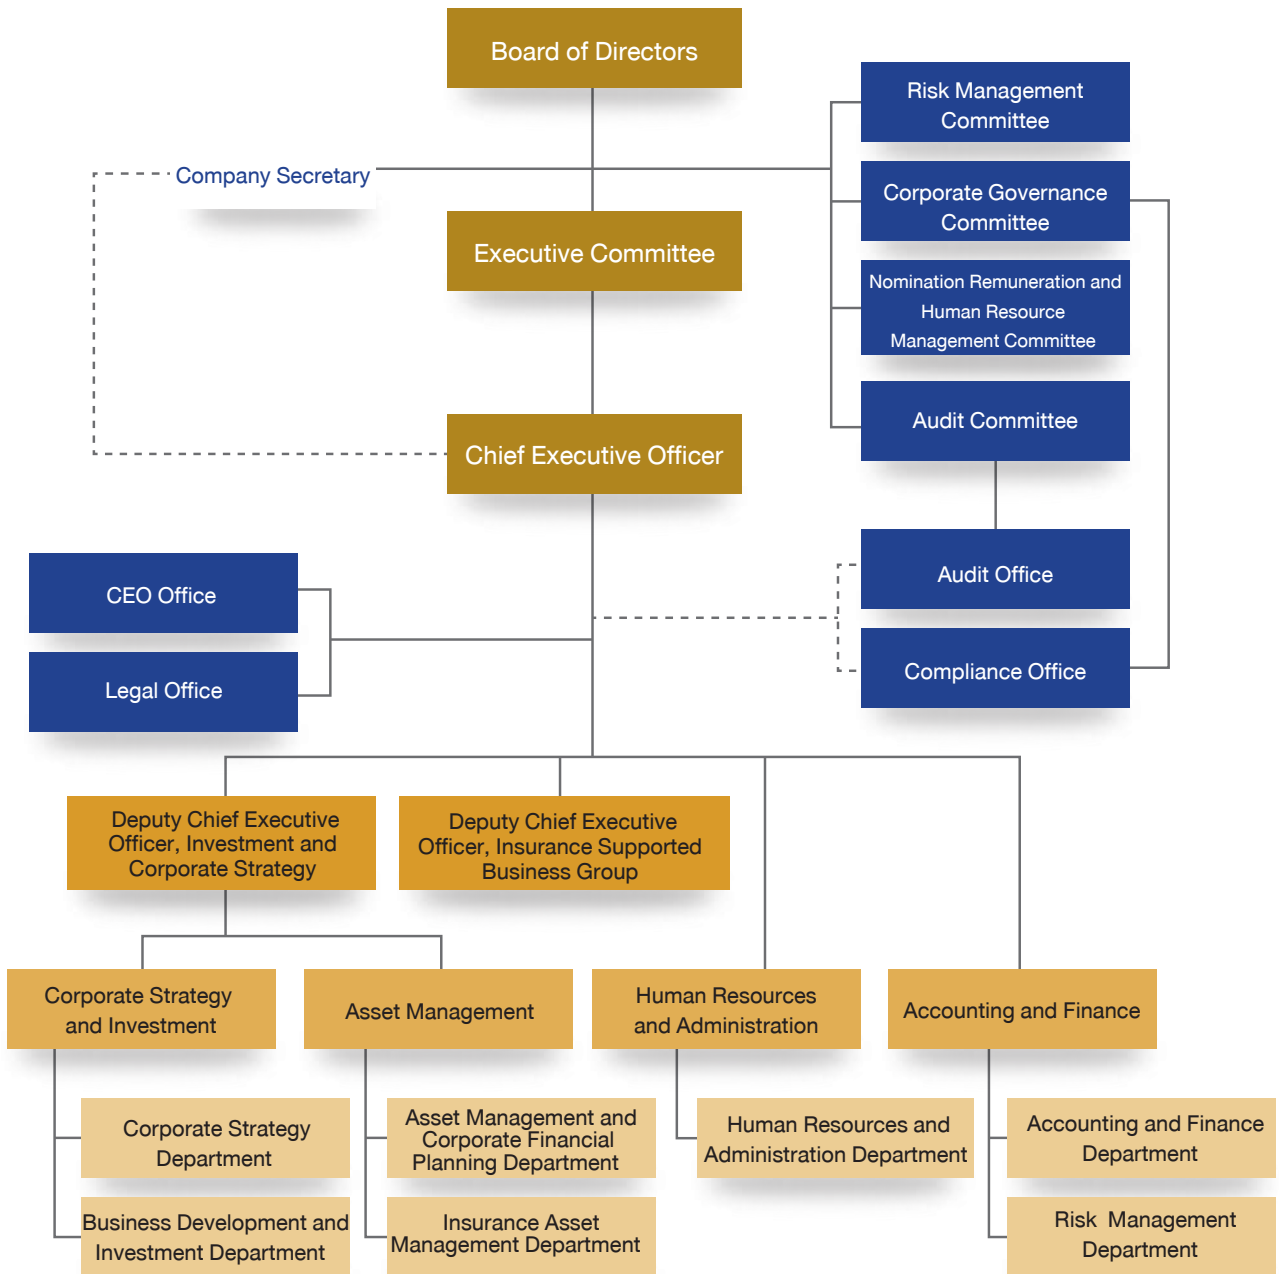 Board of Directors
Risk Management
Committee
Company Secretary
Corporate Governance
Committee
Executive Committee
Nomination Remuneration and
Human Resource
Management Committee
Audit Committee
Chief Executive Officer
CEO Office
Audit Office
Legal Office
Compliance Office
Deputy Chief Executive
Officer, Investment and
Corporate Strategy
Deputy Chief Executive
Officer, Insurance Supported
Business Group
Corporate Strategy
and Investment
Asset Management
Human Resources
and Administration
Accounting and Finance
Corporate Strategy
Department
Asset Management and
Corporate Financial
Planning Department
Human Resources and
Administration Department
Accounting and Finance
Department
Business Development and
Investment Department
Insurance Asset
Management Department
Risk Management
Department